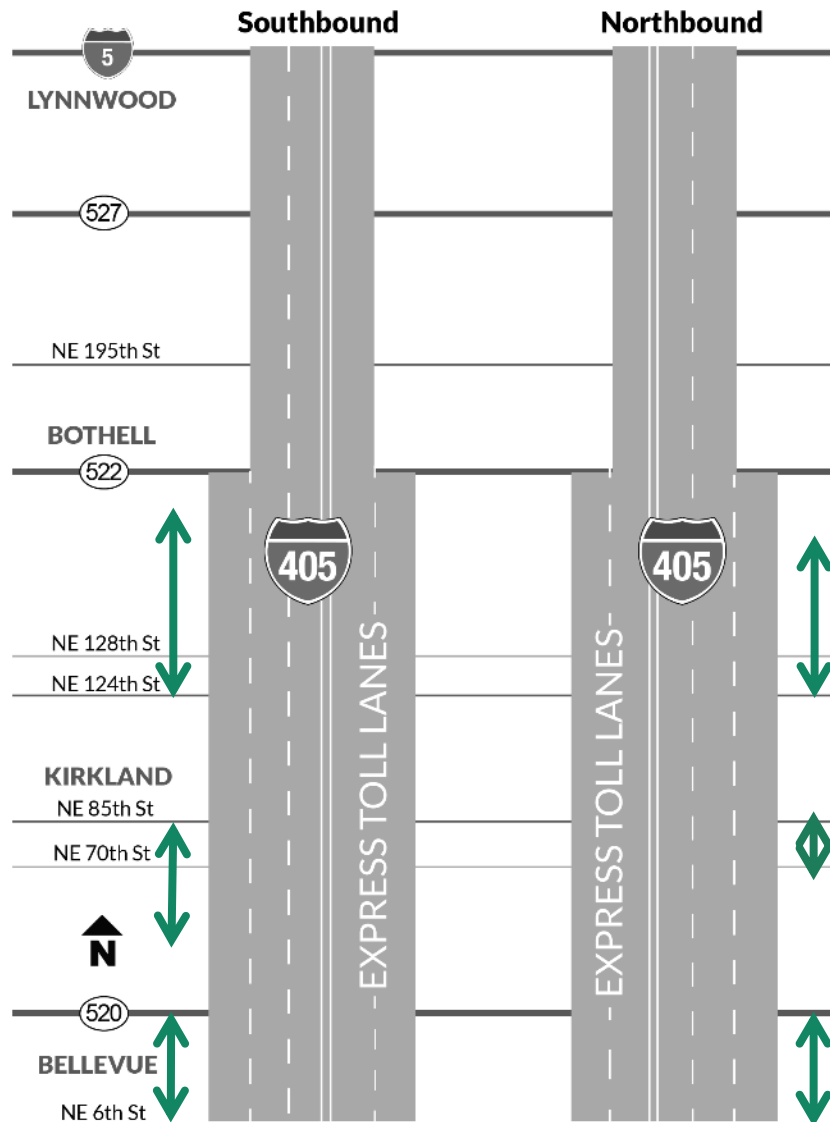 Southbound
Northbound
5
LYNNWOOD
527
NE 195th St
BOTHELL
522
405
405
NE 128th St
NE 124th St
EXPRESS TOLL LANES
EXPRESS TOLL LANES
KIRKLAND
NE 85th St
NE 70th St
N
520
BELLEVUE
NE 6th St